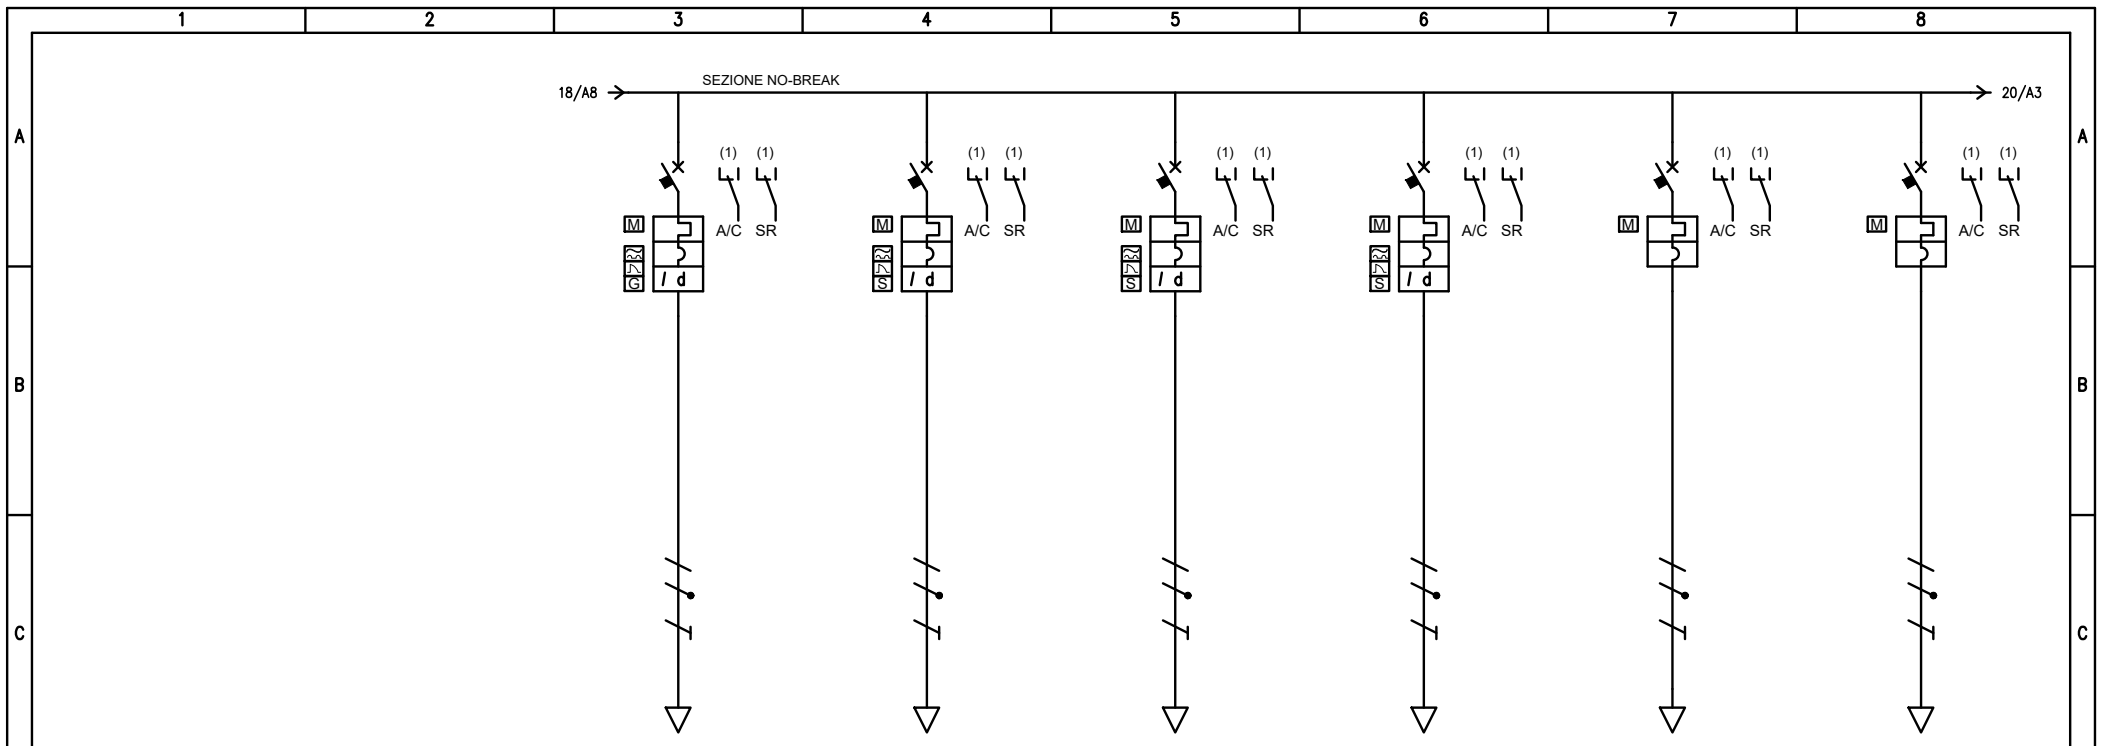 1 2 3 4 5 6 7 8
SEZIONE NO-BREAK
18/A8 20/A3
A A
(1) (1) (1) (1) (1) (1) (1) (1) (1) (1) (1) (1)
M A/C SR M A/C SR M A/C SR M A/C SR M A/C SR M A/C SR
G I d S I d S I d S I d
B B
C C